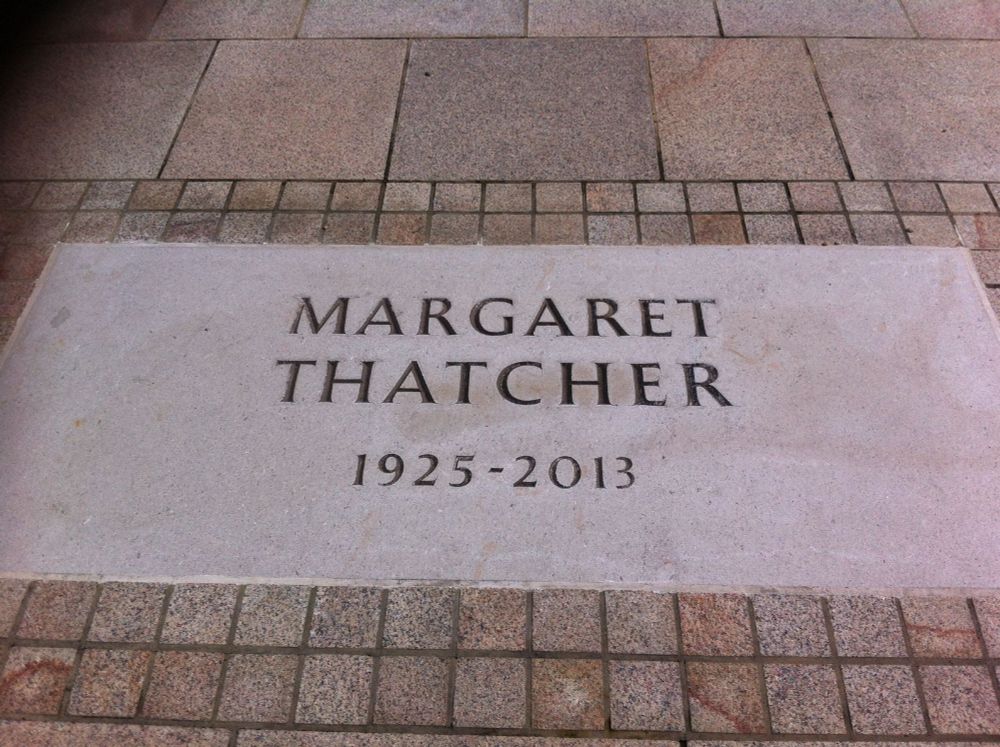 MARGARET
THATCHER
1925-2013